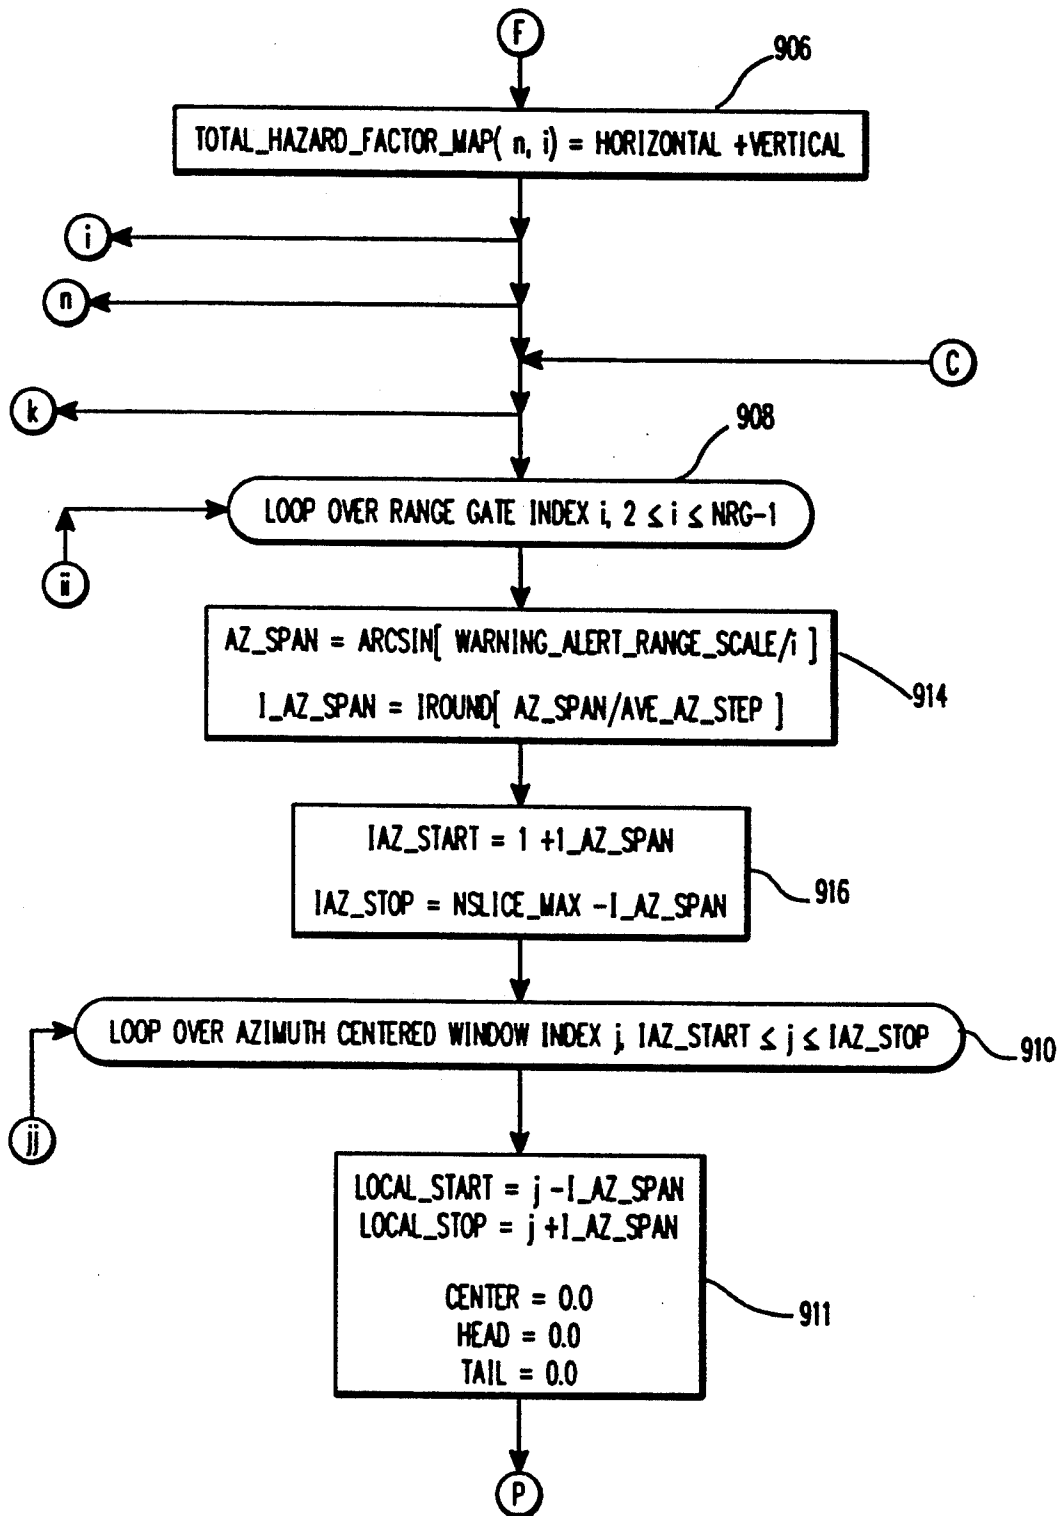 F
906
TOTAL_HAZARD_FACTOR_MAP( n, i) = HORIZONTAL +VERTICAL
i
n
C
k
908
LOOP OVER RANGE GATE INDEX i, 2 ≤ i ≤ NRG-1
ii
AZ_SPAN = ARCSIN[ WARNING_ALERT_RANGE_SCALE/i ]
I_AZ_SPAN = IROUND[ AZ_SPAN/AVE_AZ_STEP ]
914
IAZ_START = 1 +1_AZ_SPAN
IAZ_STOP = NSLICE_MAX -I_AZ_SPAN
916
LOOP OVER AZIMUTH CENTERED WINDOW INDEX j, IAZ_START ≤ j ≤ IAZ_STOP
910
jj
LOCAL_START = j -I_AZ_SPAN
LOCAL_STOP = j +I_AZ_SPAN
CENTER = 0.0
HEAD = 0.0
TAIL = 0.0
911
P